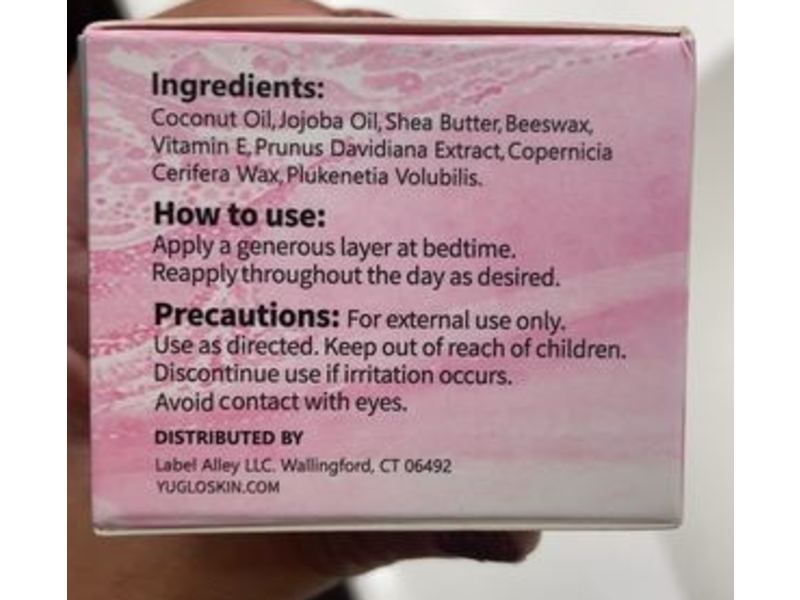 Ingredients:
Coconut Oil,Jojoba Oil,Shea Butter,Beeswax,
Vitamin E,Prunus Davidiana Extract,Copernicia
Cerifera Wax,Plukenetia Volubilis.
How to use:
Apply a generous layer at bedtime.
Reapply throughout the day as desired.
Precautions: For external use only.
Use as directed. Keep out of reach of children.
Discontinue use if irritation occurs.
Avoid contact with eyes.
DISTRIBUTED BY
Label Alley LLC. Wallingford, CT 06492
YUGLOSKIN.COM